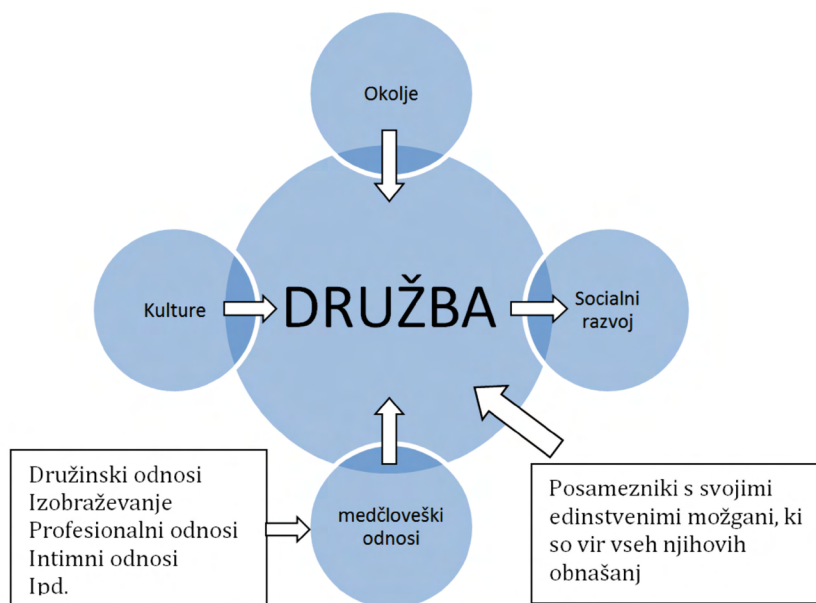 Okolje
Kulture
DRUŽBA
Socialni
razvoj
medčloveški
odnosi
Družinski odnosi
Izobraževanje
Profesionalni odnosi
Intimni odnosi
Ipd.
Posamezniki s svojimi
edinstvenimi možgani, ki
so vir vseh njihovih
obnašanj